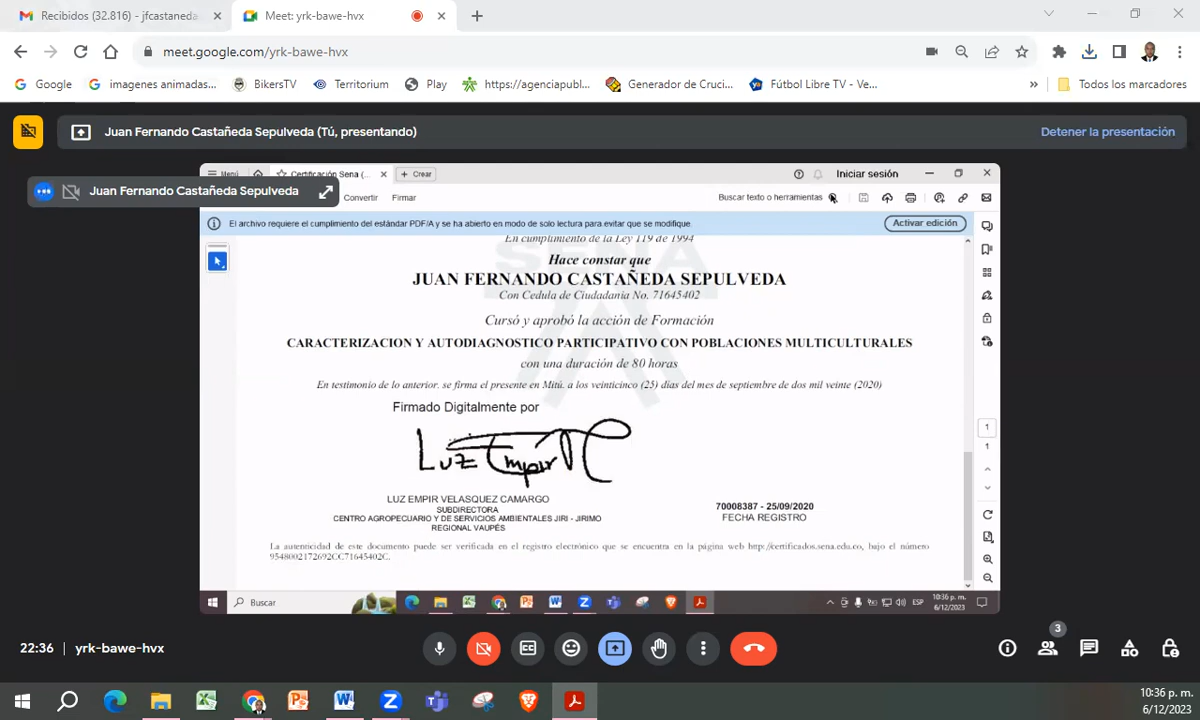 Recibidos (32.816) - jfcastaneda
Meet: yrk-bawe-hvx
meet.google.com/yrk-bawe-hvx
Google
imagenes animadas...
BikersTV
Territorium
Play
https://agenciapubl...
Generador de Cruci...
Fútbol Libre TV - Ve...
»
Todos los marcadores
Juan Fernando Castañeda Sepulveda (Tú, presentando)
Detener la presentación
Menú
Certificación Sena (...
+ Crear
Iniciar sesión
Juan Fernando Castañeda Sepulveda
Convertir
Firmar
Buscar texto o herramientas
El archivo requiere el cumplimiento del estándar PDF/A y se ha abierto en modo de solo lectura para evitar que se modifique.
Activar edición
SENA
En cumplimiento de la Ley 119 de 1994
Hace constar que
JUAN FERNANDO CASTAÑEDA SEPULVEDA
Con Cedula de Ciudadania No. 71645402
Cursó y aprobó la acción de Formación
CARACTERIZACION Y AUTODIAGNOSTICO PARTICIPATIVO CON POBLACIONES MULTICULTURALES
con una duración de 80 horas
En testimonio de lo anterior, se firma el presente en Mitú, a los veinticinco (25) días del mes de septiembre de dos mil veinte (2020)
Firmado Digitalmente por
Luz Empir
LUZ EMPIR VELASQUEZ CAMARGO
SUBDIRECTORA
CENTRO AGROPECUARIO Y DE SERVICIOS AMBIENTALES JIRI - JIRIMO
REGIONAL VAUPÉS
70008387 - 25/09/2020
FECHA REGISTRO
La autenticidad de este documento puede ser verificada en el registro electrónico que se encuentra en la página web http://certificados.sena.edu.co, bajo el número
9548002172692CC71645402C.
1
1
Buscar
ESP
10:36 p. m.
6/12/2023
22:36 | yrk-bawe-hvx
3
10:36 p. m.
6/12/2023